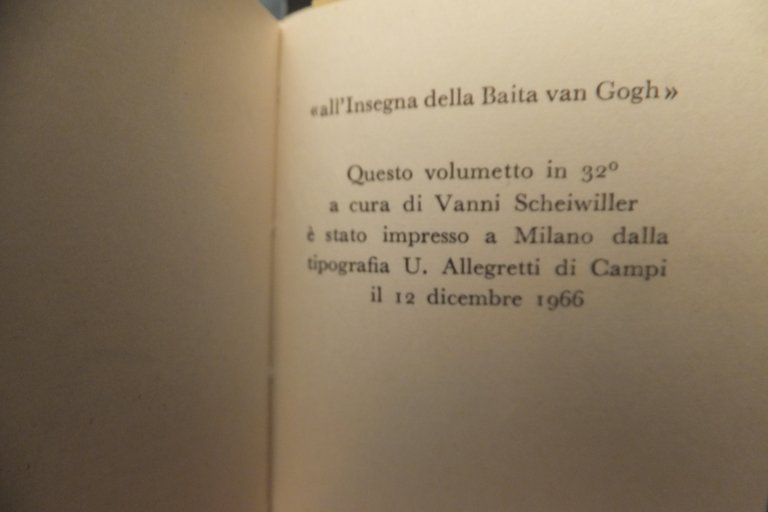 «all'Insegna della Baita van Gogh»
Questo volumetto in 32º
a cura di Vanni Scheiwiller
è stato impresso a Milano dalla
tipografia U. Allegretti di Campi
il 12 dicembre 1966